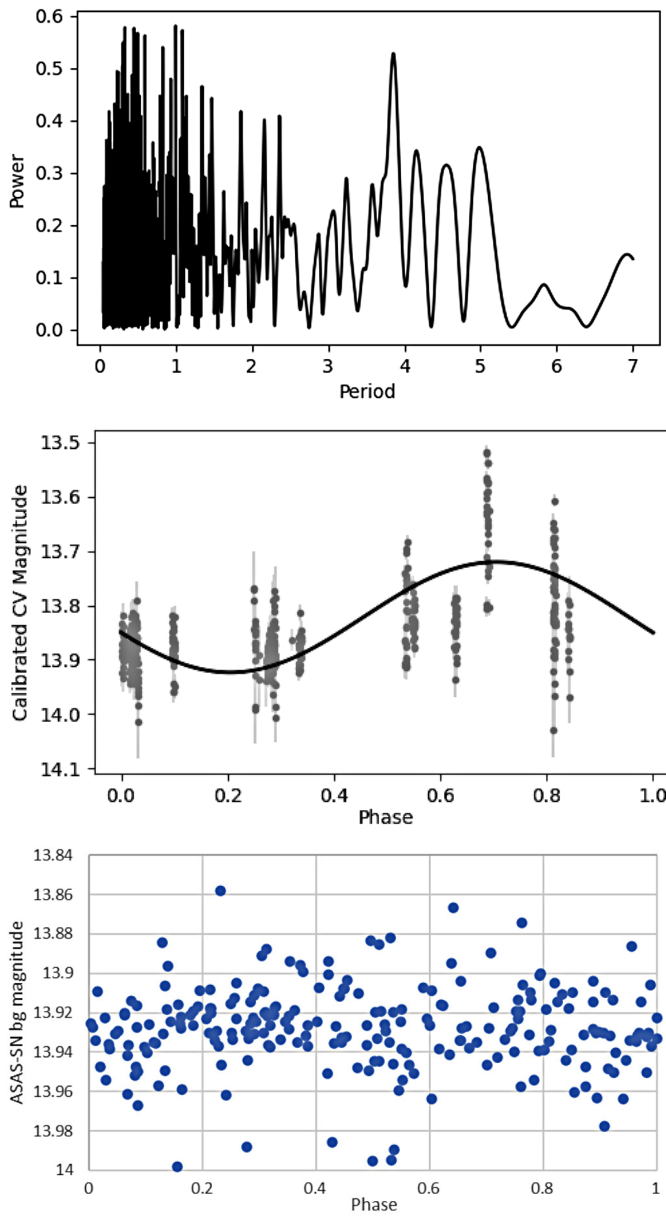 0.6
0.5
0.4
0.3
0.2
0.1
0.0
Power
0 1 2 3 4 5 6 7
Period
13.5
13.6
13.7
13.8
13.9
14.0
14.1
Calibrated CV Magnitude
0.0 0.2 0.4 0.6 0.8 1.0
Phase
13.84
13.86
13.88
13.9
13.92
13.94
13.96
13.98
14
ASAS-SN bg magnitude
0 0.2 0.4 0.6 0.8 1
Phase